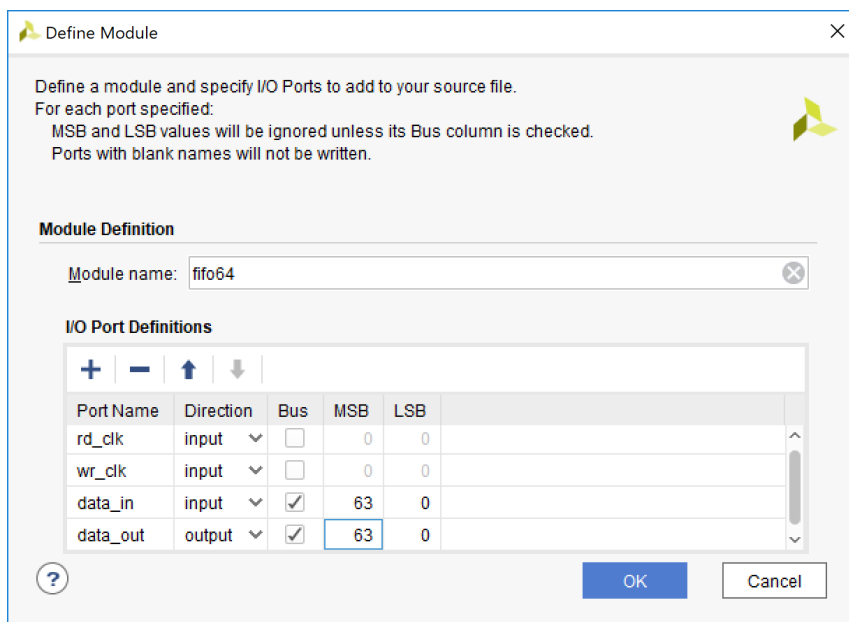 Define Module
Define a module and specify I/O Ports to add to your source file.
For each port specified:
MSB and LSB values will be ignored unless its Bus column is checked.
Ports with blank names will not be written.
Module Definition
Module name: fifo64
I/O Port Definitions
Port Name Direction Bus MSB LSB
rd_clk input 0 0
wr_clk input 0 0
data_in input 63 0
data_out output 63 0
? OK Cancel